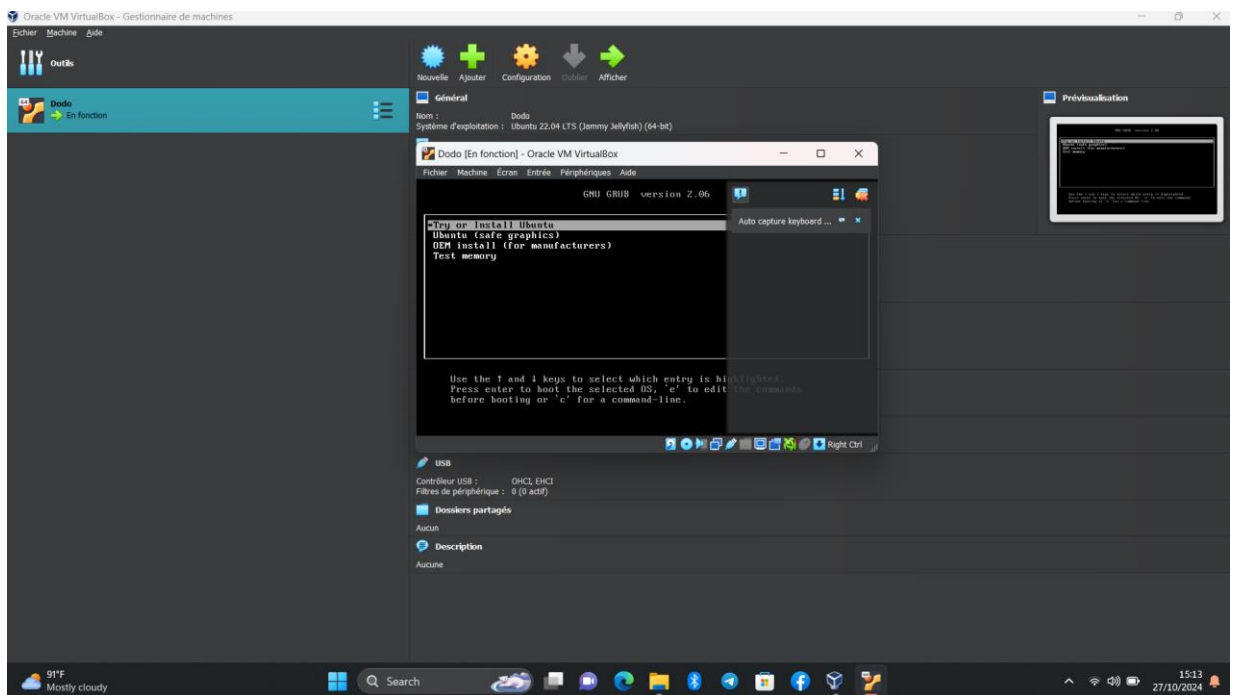 Oracle VM VirtualBox - Gestionnaire de machines
Fichier Machine Aide
Outils
Nouvelle Ajouter Configuration Oublier Afficher
Dodo
En fonction
Général
Nom : Dodo
Système d'exploitation : Ubuntu 22.04 LTS (Jammy Jellyfish) (64-bit)
Prévisualisation
Dodo [En fonction] - Oracle VM VirtualBox
Fichier Machine Écran Entrée Périphériques Aide
GNU GRUB version 2.06
Auto capture keyboard ...
*Try or Install Ubuntu
Ubuntu (safe graphics)
OEM install (for manufacturers)
Test memory
Use the ↑ and ↓ keys to select which entry is highlighted.
Press enter to boot the selected OS, `e' to edit the commands
before booting or `c' for a command-line.
Right Ctrl
USB
Contrôleur USB : OHCI, EHCI
Filtres de périphérique : 0 (0 actif)
Dossiers partagés
Aucun
Description
Aucune
91°F
Mostly cloudy
Search
15:13
27/10/2024